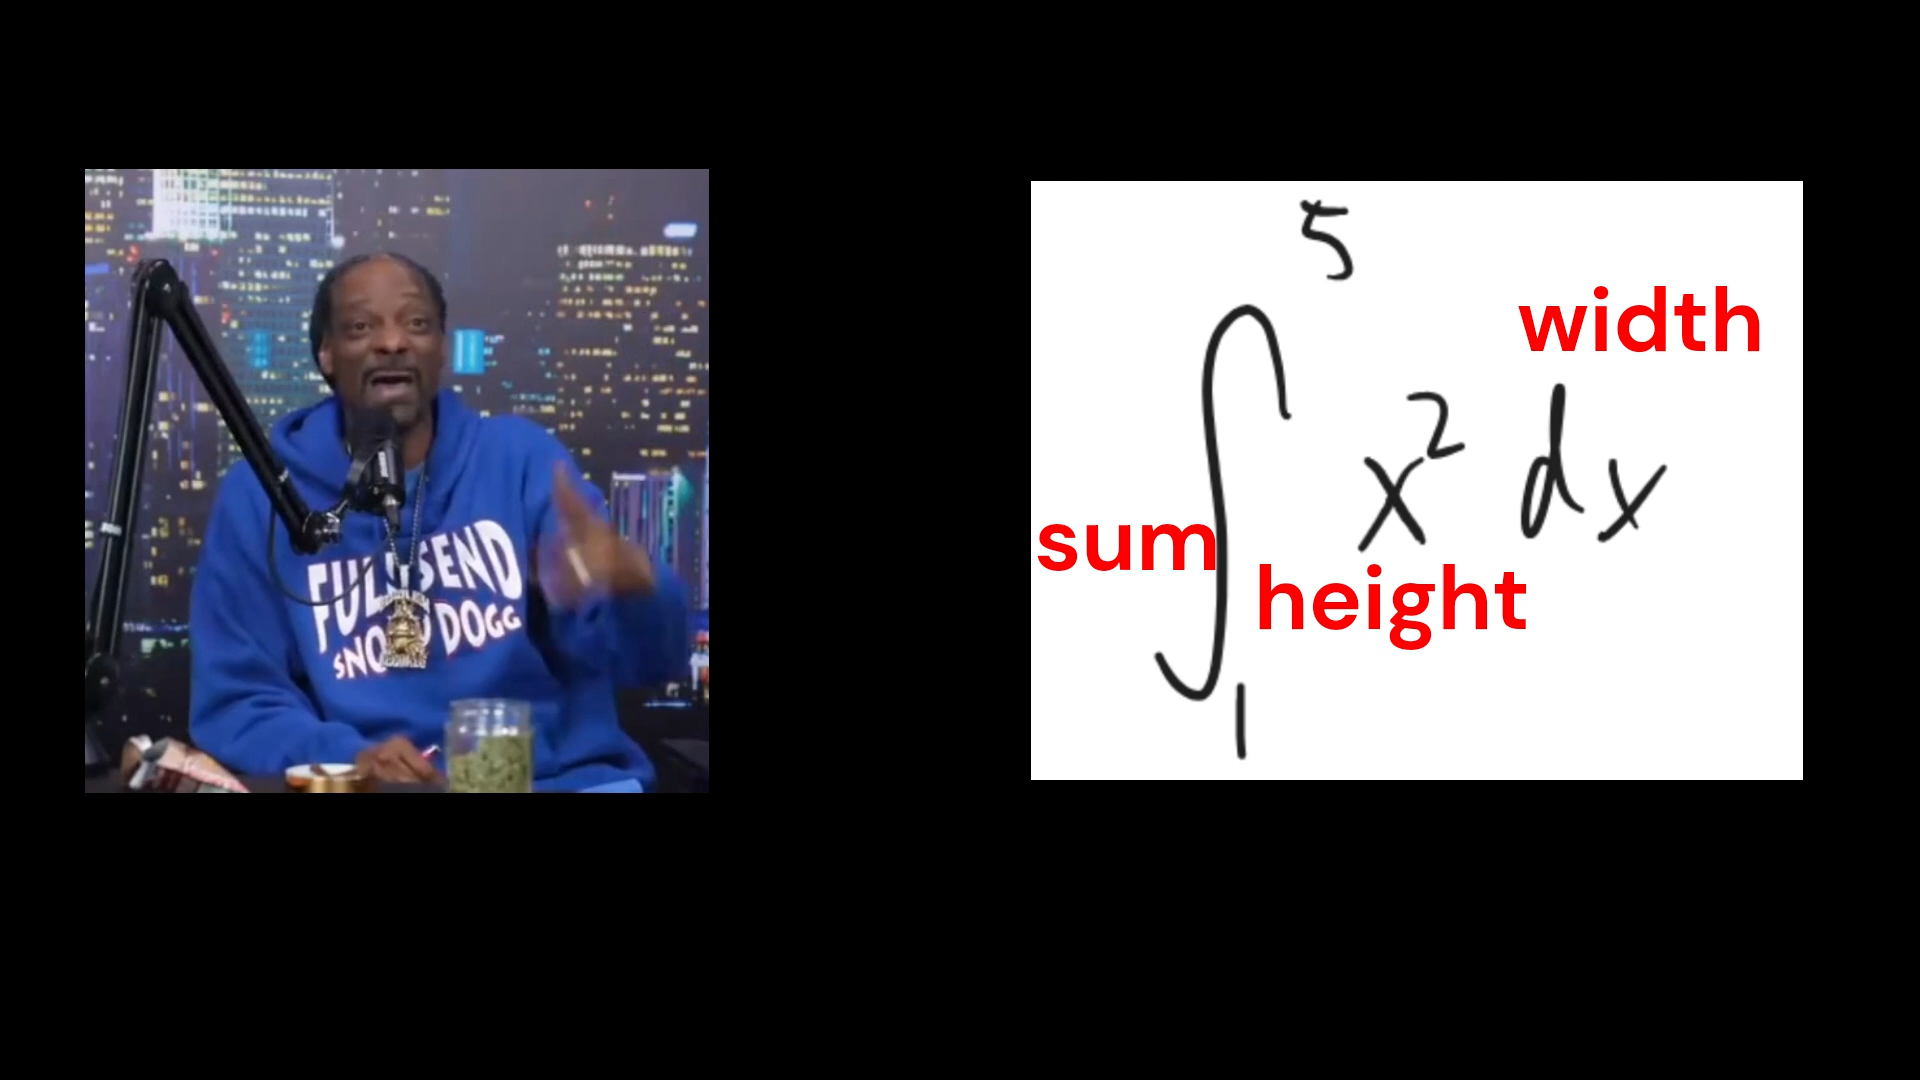 FULL SEND
SNOOP DOGG
5
width
∫ x² dx
sum
height
1